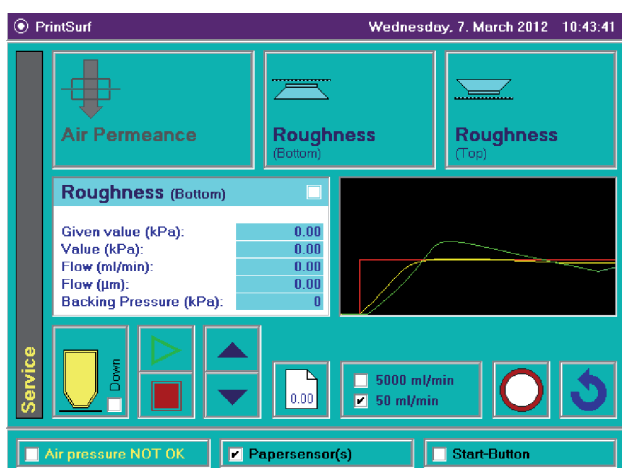 PrintSurf
Wednesday, 7. March 2012 10:43:41
Air Permeance
Roughness
(Bottom)
Roughness
(Top)
Roughness (Bottom)
Given value (kPa): 0.00
Value (kPa): 0.00
Flow (ml/min): 0.00
Flow (µm): 0.00
Backing Pressure (kPa): 0
Service
Down
0.00
5000 ml/min
50 ml/min
Air pressure NOT OK
Papersensor(s)
Start-Button